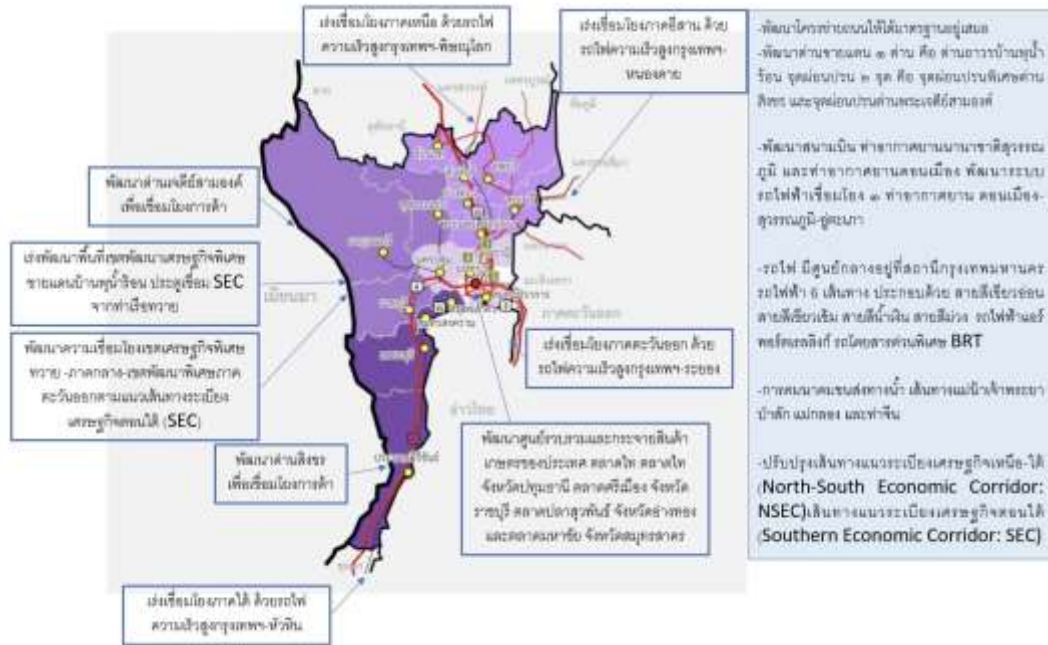 เร่งเชื่อมโยงภาคเหนือ ด้วยรถไฟ
ความเร็วสูงกรุงเทพฯ-พิษณุโลก
เร่งเชื่อมโยงภาคอีสาน ด้วย
รถไฟความเร็วสูงกรุงเทพฯ-
หนองคาย
พัฒนาด่านเจดีย์สามองค์
เพื่อเชื่อมโยงการค้า
เร่งพัฒนาพื้นที่เขตพัฒนาเศรษฐกิจพิเศษ
ชายแดนบ้านพุน้ำร้อน ประตูเชื่อม SEC
จากท่าเรือทวาย
พัฒนาความเชื่อมโยงเขตเศรษฐกิจพิเศษ
ทวาย -ภาคกลาง-เขตพัฒนาพิเศษภาค
ตะวันออกตามแนวเส้นทางระเบียง
เศรษฐกิจตอนใต้ (SEC)
พัฒนาด่านสิงขร
เพื่อเชื่อมโยงการค้า
เร่งเชื่อมโยงภาคใต้ ด้วยรถไฟ
ความเร็วสูงกรุงเทพฯ-หัวหิน
เมียนมา
ภาคตะวันออก
อ่าวไทย
ประจวบคีรีขันธ์
เร่งเชื่อมโยงภาคตะวันออก ด้วย
รถไฟความเร็วสูงกรุงเทพฯ-ระยอง
พัฒนาศูนย์รวบรวมและกระจายสินค้า
เกษตรของประเทศ ตลาดไท ตลาดไท
จังหวัดปทุมธานี ตลาดศรีเมือง จังหวัด
ราชบุรี ตลาดปลาสุวพันธ์ จังหวัดอ่างทอง
และตลาดมหาชัย จังหวัดสมุทรสาคร
-พัฒนาโครงข่ายถนนให้ได้มาตรฐานอยู่เสมอ
-พัฒนาด่านชายแดน ๑ ด่าน คือ ด่านถาวรบ้านพุน้ำ
ร้อน จุดผ่อนปรน ๒ จุด คือ จุดผ่อนปรนพิเศษด่าน
สิงขร และจุดผ่อนปรนด่านพระเจดีย์สามองค์
-พัฒนาสนามบิน ท่าอากาศยานนานาชาติสุวรรณ
ภูมิ และท่าอากาศยานดอนเมือง พัฒนาระบบ
รถไฟฟ้าเชื่อมโยง ๓ ท่าอากาศยาน ดอนเมือง-
สุวรรณภูมิ-อู่ตะเภา
-รถไฟ มีศูนย์กลางอยู่ที่สถานีกรุงเทพมหานคร
รถไฟฟ้า 6 เส้นทาง ประกอบด้วย สายสีเขียวอ่อน
สายสีเขียวเข้ม สายสีน้ำเงิน สายสีม่วง รถไฟฟ้าแอร์
พอร์ตเรลลิงก์ รถโดยสารด่วนพิเศษ BRT
-การคมนาคมขนส่งทางน้ำ เส้นทางแม่น้ำเจ้าพระยา
ป่าสัก แม่กลอง และท่าจีน
-ปรับปรุงเส้นทางแนวระเบียงเศรษฐกิจเหนือ-ใต้
(North-South Economic Corridor:
NSEC)เส้นทางแนวระเบียงเศรษฐกิจตอนใต้
(Southern Economic Corridor: SEC)